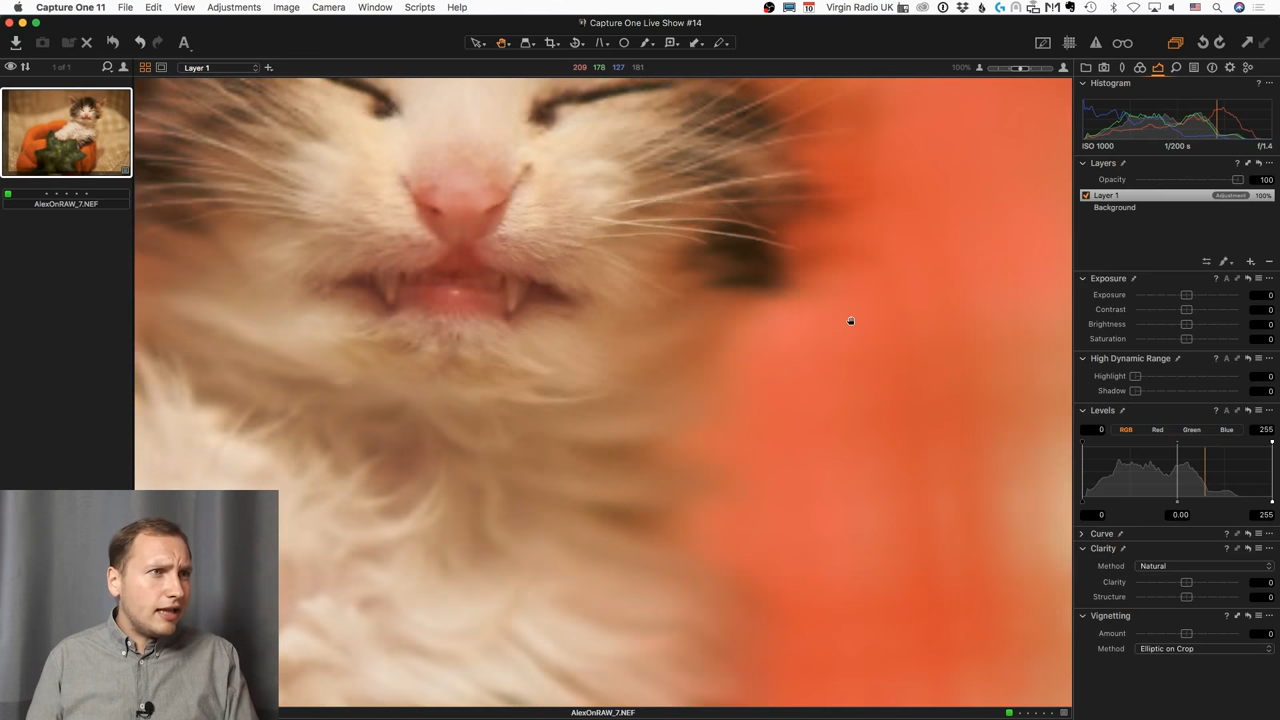 Capture One 11 File Edit View Adjustments Image Camera Window Scripts Help Virgin Radio UK
Capture One Live Show #14
1 of 1
Layer 1
209 178 127 181
100%
Histogram
ISO 1000 1/200 s f/1.4
Layers
Opacity 100
Layer 1 Adjustment 100%
Background
AlexOnRAW_7.NEF
Exposure
Exposure 0
Contrast 0
Brightness 0
Saturation 0
High Dynamic Range
Highlight 0
Shadow 0
Levels
0 RGB Red Green Blue 255
0 0.00 255
Curve
Clarity
Method Natural
Clarity 0
Structure 0
Vignetting
Amount 0
Method Elliptic on Crop
AlexOnRAW_7.NEF